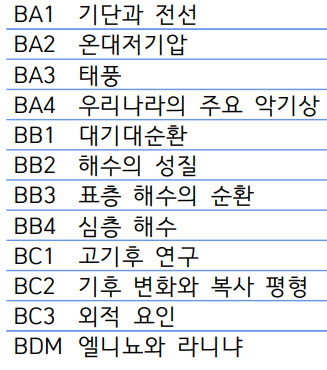 BA1 기단과 전선
BA2 온대저기압
BA3 태풍
BA4 우리나라의 주요 악기상
BB1 대기대순환
BB2 해수의 성질
BB3 표층 해수의 순환
BB4 심층 해수
BC1 고기후 연구
BC2 기후 변화와 복사 평형
BC3 외적 요인
BDM 엘니뇨와 라니냐